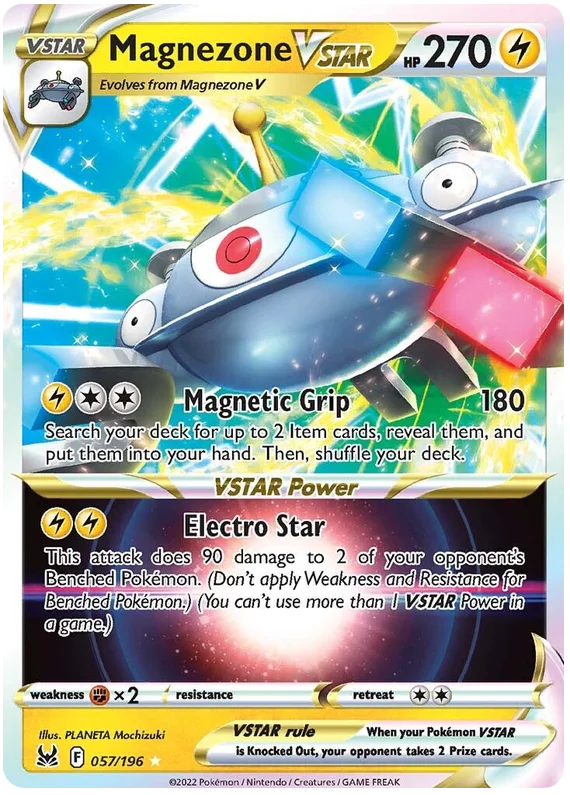 VSTAR Magnezone VSTAR HP 270
Evolves from Magnezone V
Magnetic Grip 180
Search your deck for up to 2 Item cards, reveal them, and
put them into your hand. Then, shuffle your deck.
VSTAR Power
Electro Star
This attack does 90 damage to 2 of your opponent's
Benched Pokémon. (Don't apply Weakness and Resistance for
Benched Pokémon.) (You can't use more than 1 VSTAR Power in
a game.)
weakness ×2 resistance retreat
Illus. PLANETA Mochizuki
VSTAR rule When your Pokémon VSTAR
is Knocked Out, your opponent takes 2 Prize cards.
F 057/196
©2022 Pokémon / Nintendo / Creatures / GAME FREAK